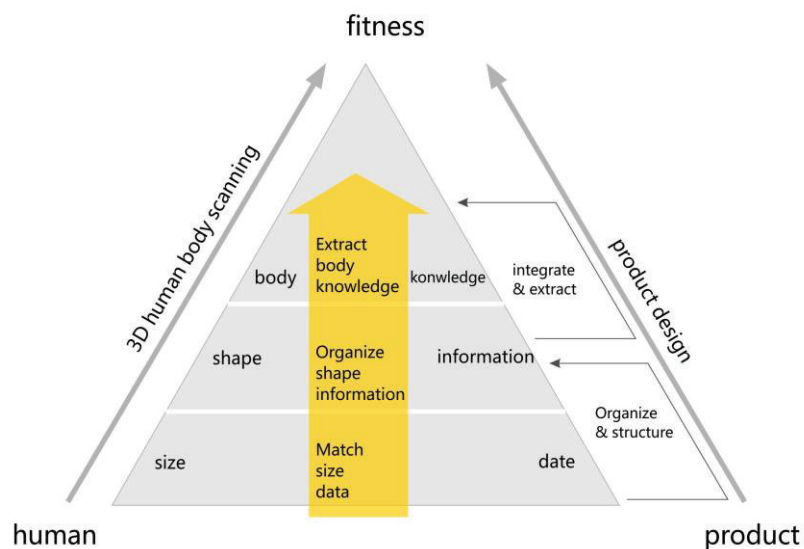 fitness
3D human body scanning
product design
Extract
body
knowledge
body
konwledge
integrate
& extract
shape
Organize
shape
information
information
Organize
& structure
size
Match
size
data
date
human
product